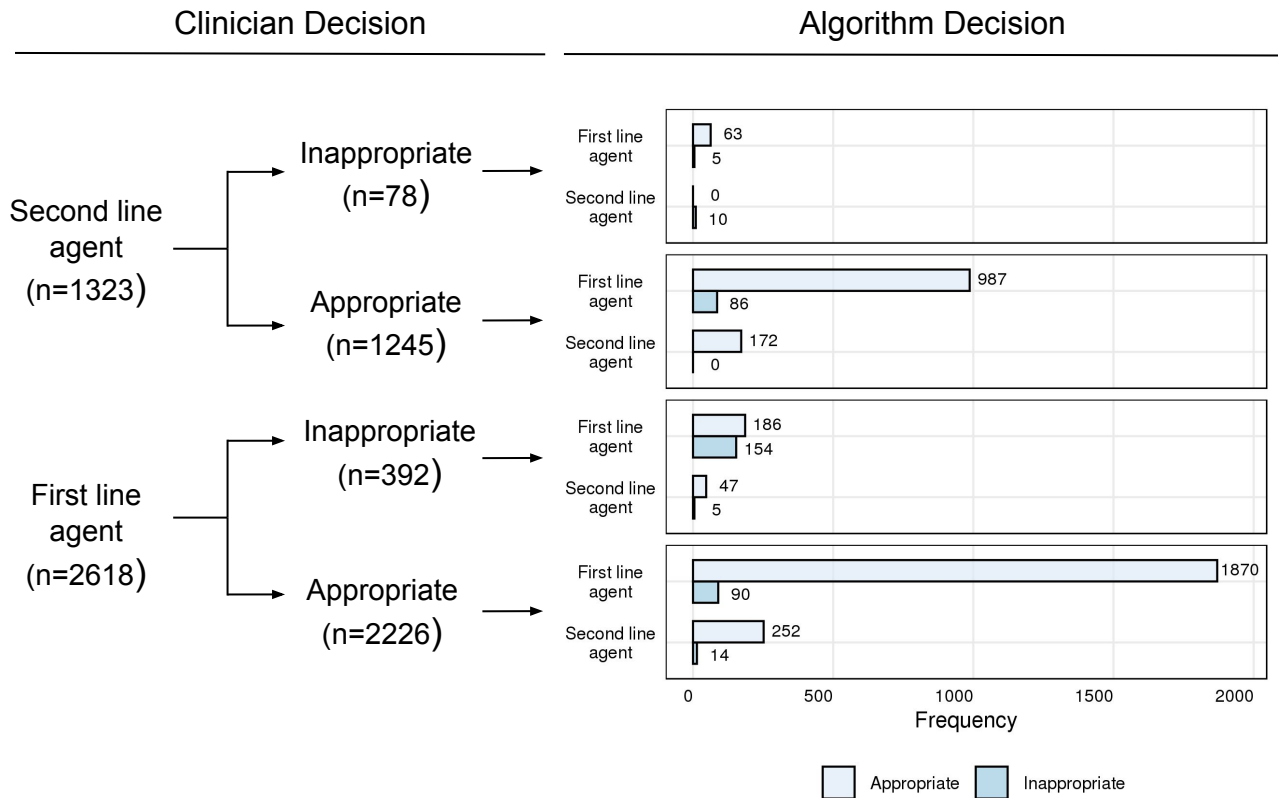 Clinician Decision
Algorithm Decision
Second line
agent
(n=1323)
Inappropriate
(n=78)
Appropriate
(n=1245)
First line
agent
(n=2618)
Inappropriate
(n=392)
Appropriate
(n=2226)
First line
agent
63
5
Second line
agent
0
10
First line
agent
987
86
Second line
agent
172
0
First line
agent
186
154
Second line
agent
47
5
First line
agent
1870
90
Second line
agent
252
14
0 500 1000 1500 2000
Frequency
Appropriate Inappropriate